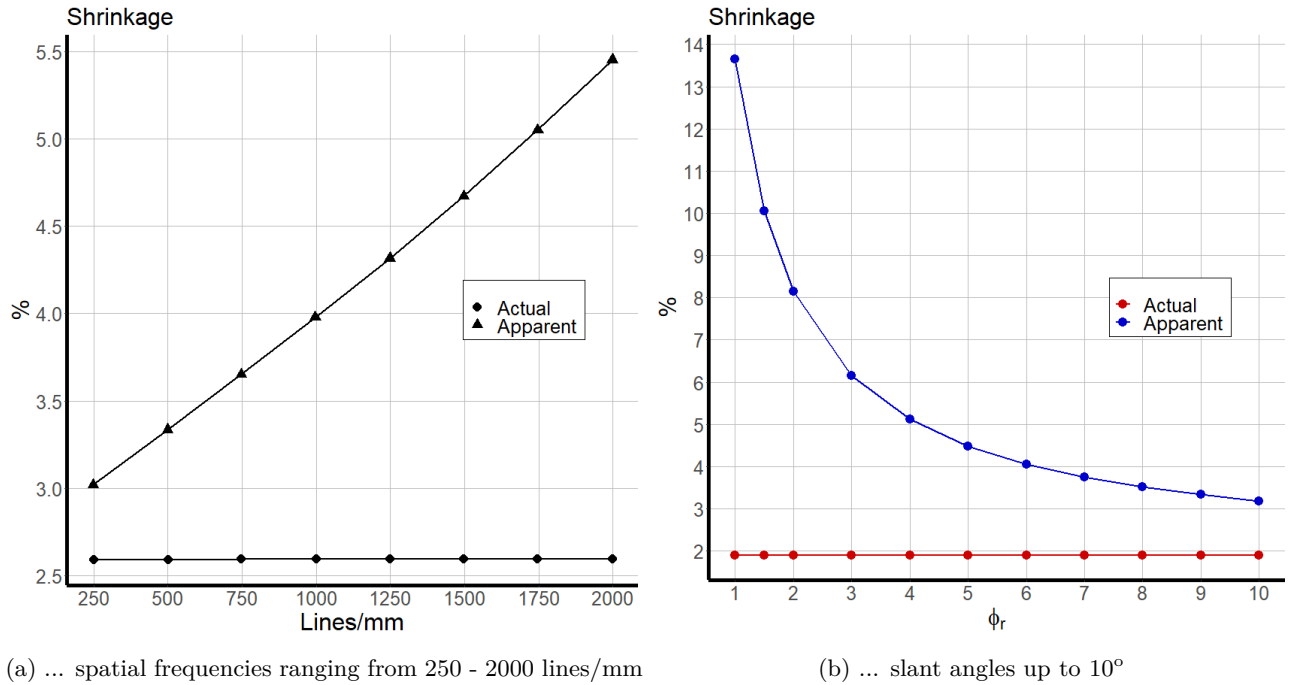 Shrinkage
5.5
5.0
4.5
4.0
3.5
3.0
2.5
%
Actual
Apparent
250 500 750 1000 1250 1500 1750 2000
Lines/mm
(a) ... spatial frequencies ranging from 250 - 2000 lines/mm
Shrinkage
14
13
12
11
10
9
8
7
6
5
4
3
2
%
Actual
Apparent
1 2 3 4 5 6 7 8 9 10
ϕr
(b) ... slant angles up to 10º